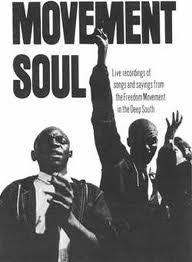 MOVEMENT
SOUL
Live recordings of
songs and sayings from
the Freedom Movement
in the Deep South